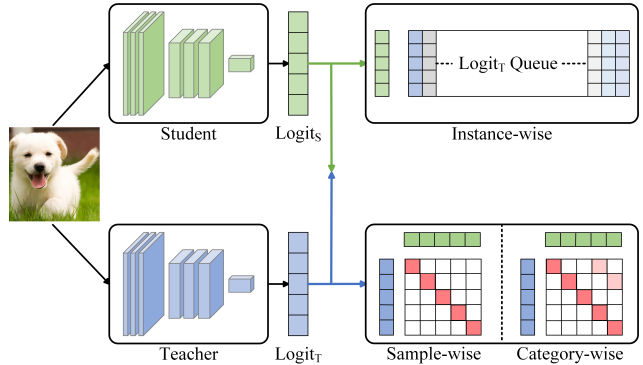 Logit_T Queue
Student
Logit_S
Instance-wise
Teacher
Logit_T
Sample-wise
Category-wise